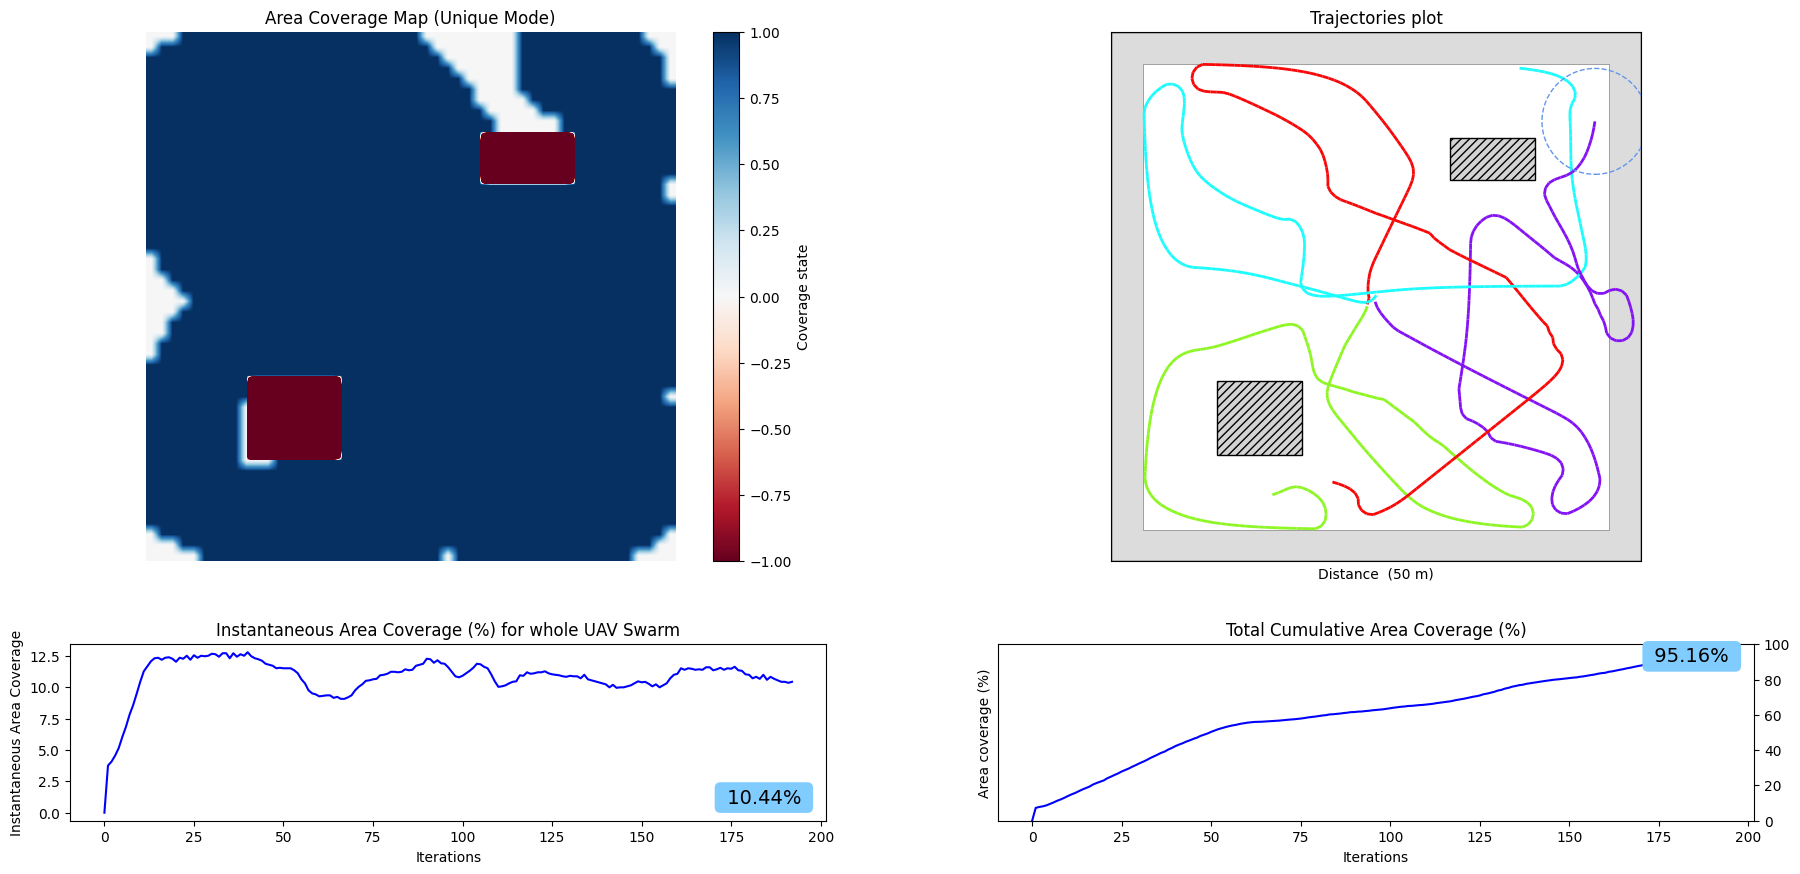 Area Coverage Map (Unique Mode)
1.00
0.75
0.50
0.25
0.00
−0.25
−0.50
−0.75
−1.00
Coverage state
Trajectories plot
Distance  (50 m)
Instantaneous Area Coverage (%) for whole UAV Swarm
Instantaneous Area Coverage
12.5
10.0
7.5
5.0
2.5
0.0
10.44%
0 25 50 75 100 125 150 175 200
Iterations
Total Cumulative Area Coverage (%)
Area coverage (%)
95.16%
100
80
60
40
20
0
0 25 50 75 100 125 150 175 200
Iterations